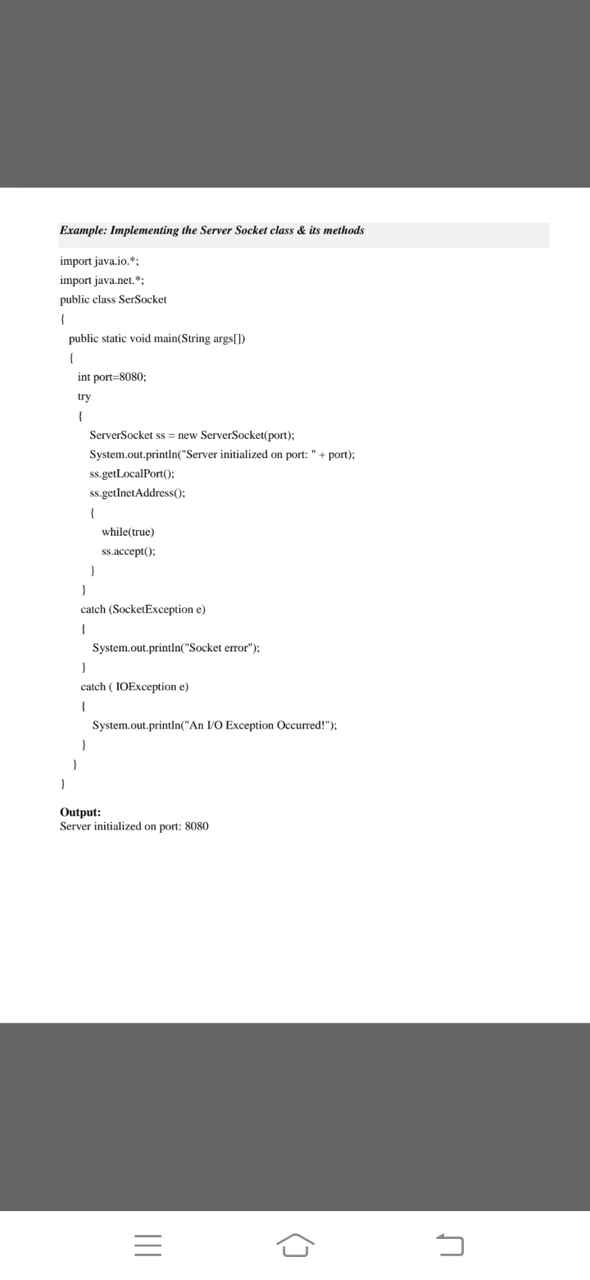 Example: Implementing the Server Socket class & its methods
import java.io.*;
import java.net.*;
public class SerSocket
{
public static void main(String args[])
{
int port=8080;
try
{
ServerSocket ss = new ServerSocket(port);
System.out.println("Server initialized on port: " + port);
ss.getLocalPort();
ss.getInetAddress();
{
while(true)
ss.accept();
}
}
catch (SocketException e)
{
System.out.println("Socket error");
}
catch ( IOException e)
{
System.out.println("An I/O Exception Occurred!");
}
}
}
Output:
Server initialized on port: 8080